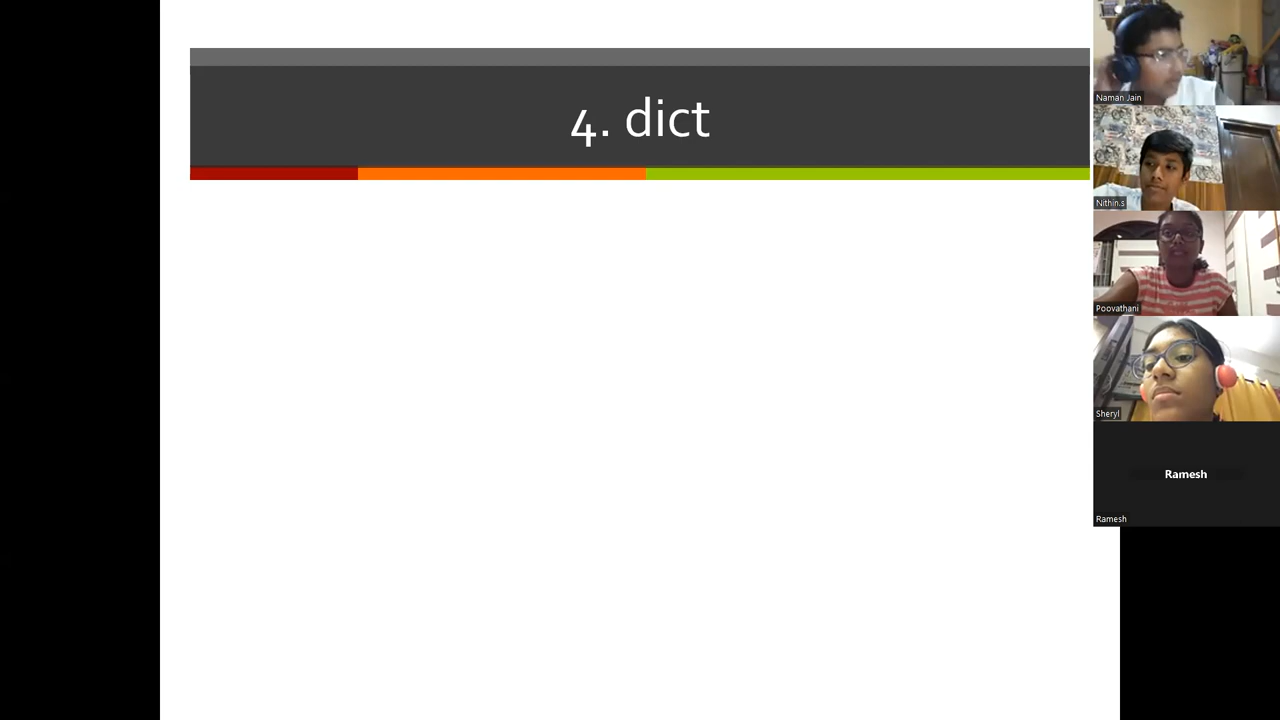 4. dict
Naman Jain
Nithin.s
Poovathani
Sheryl
Ramesh
Ramesh